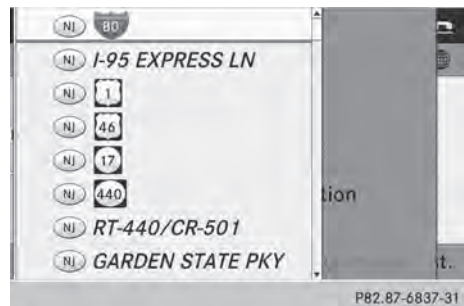 NJ 80
NJ I-95 EXPRESS LN
NJ 1
NJ 46
NJ 17
NJ 440
tion
NJ RT-440/CR-501
NJ GARDEN STATE PKY
t..
P82.87-6837-31